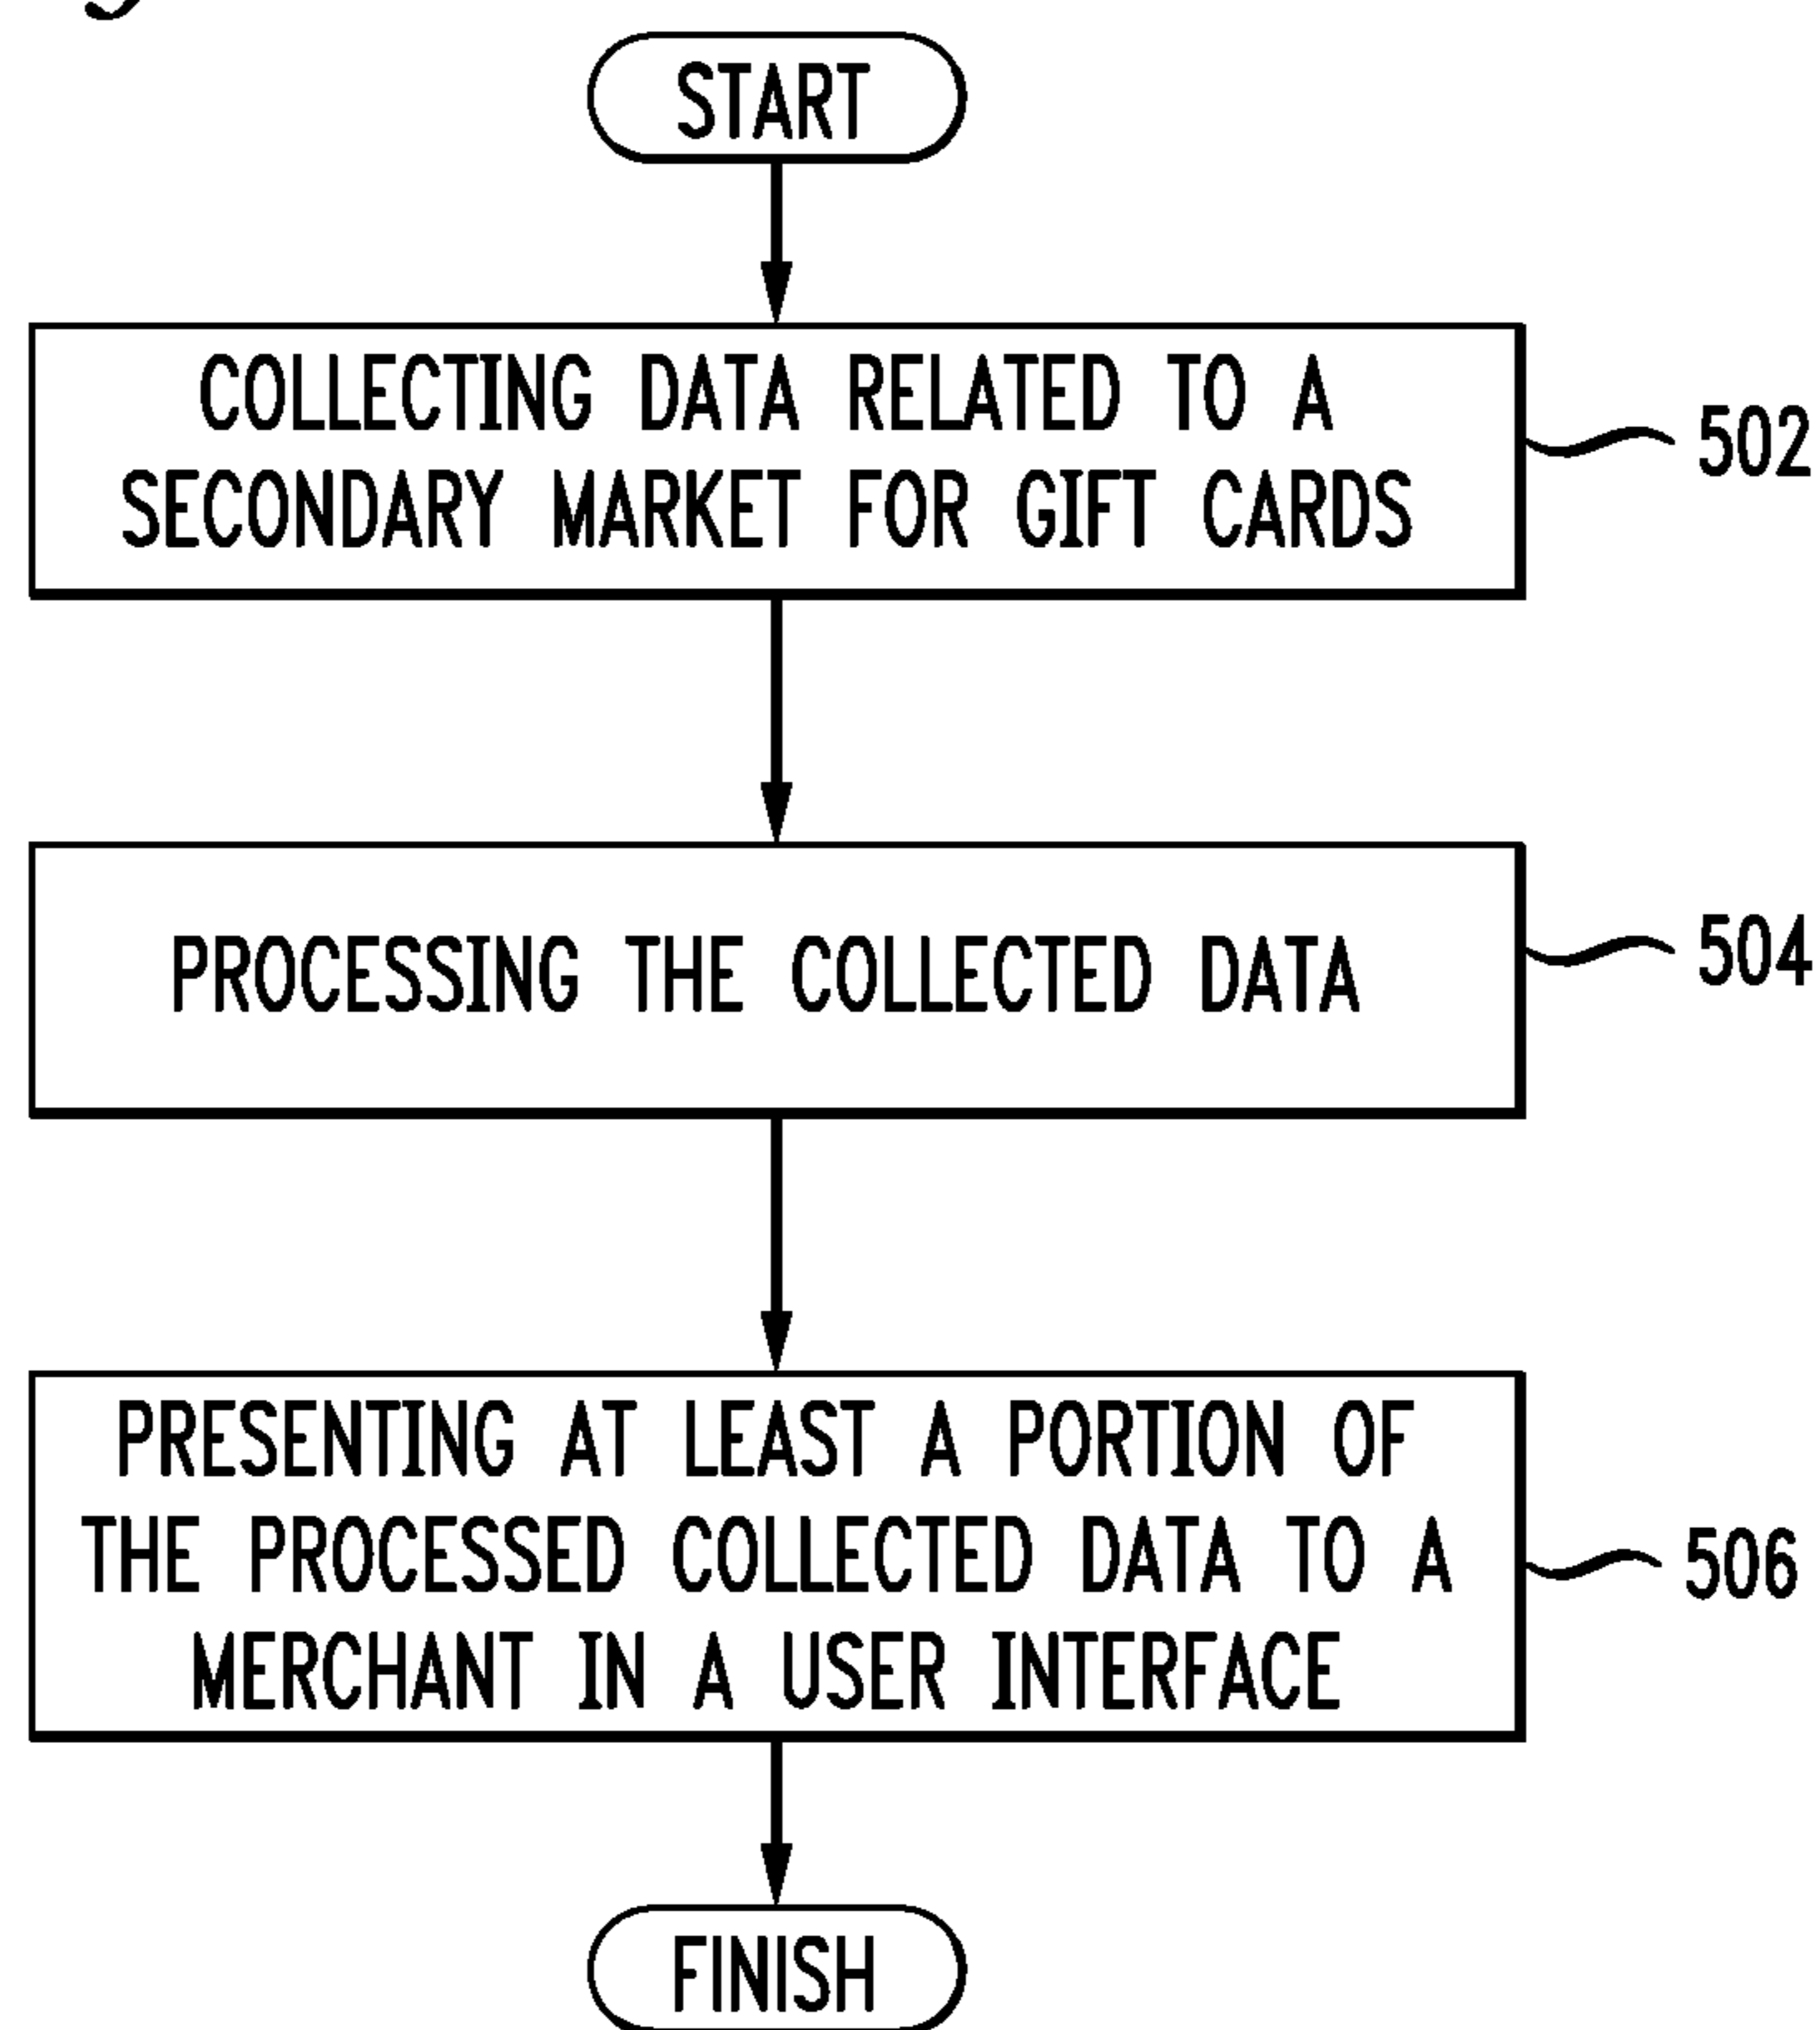 START
COLLECTING DATA RELATED TO A
SECONDARY MARKET FOR GIFT CARDS
502
PROCESSING THE COLLECTED DATA
504
PRESENTING AT LEAST A PORTION OF
THE PROCESSED COLLECTED DATA TO A
MERCHANT IN A USER INTERFACE
506
FINISH